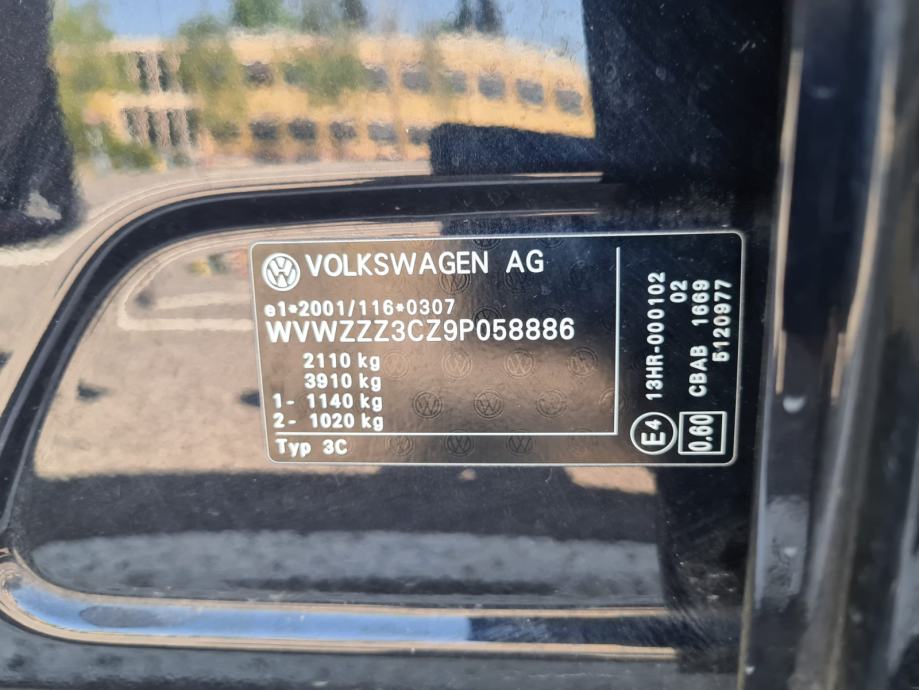 VOLKSWAGEN AG
e1*2001/116*0307
WVWZZZ3CZ9P058886
2110 kg
3910 kg
1- 1140 kg
2- 1020 kg
Typ 3C
13HR-000102
02
CBAB 1669
5120977
E4
0.60